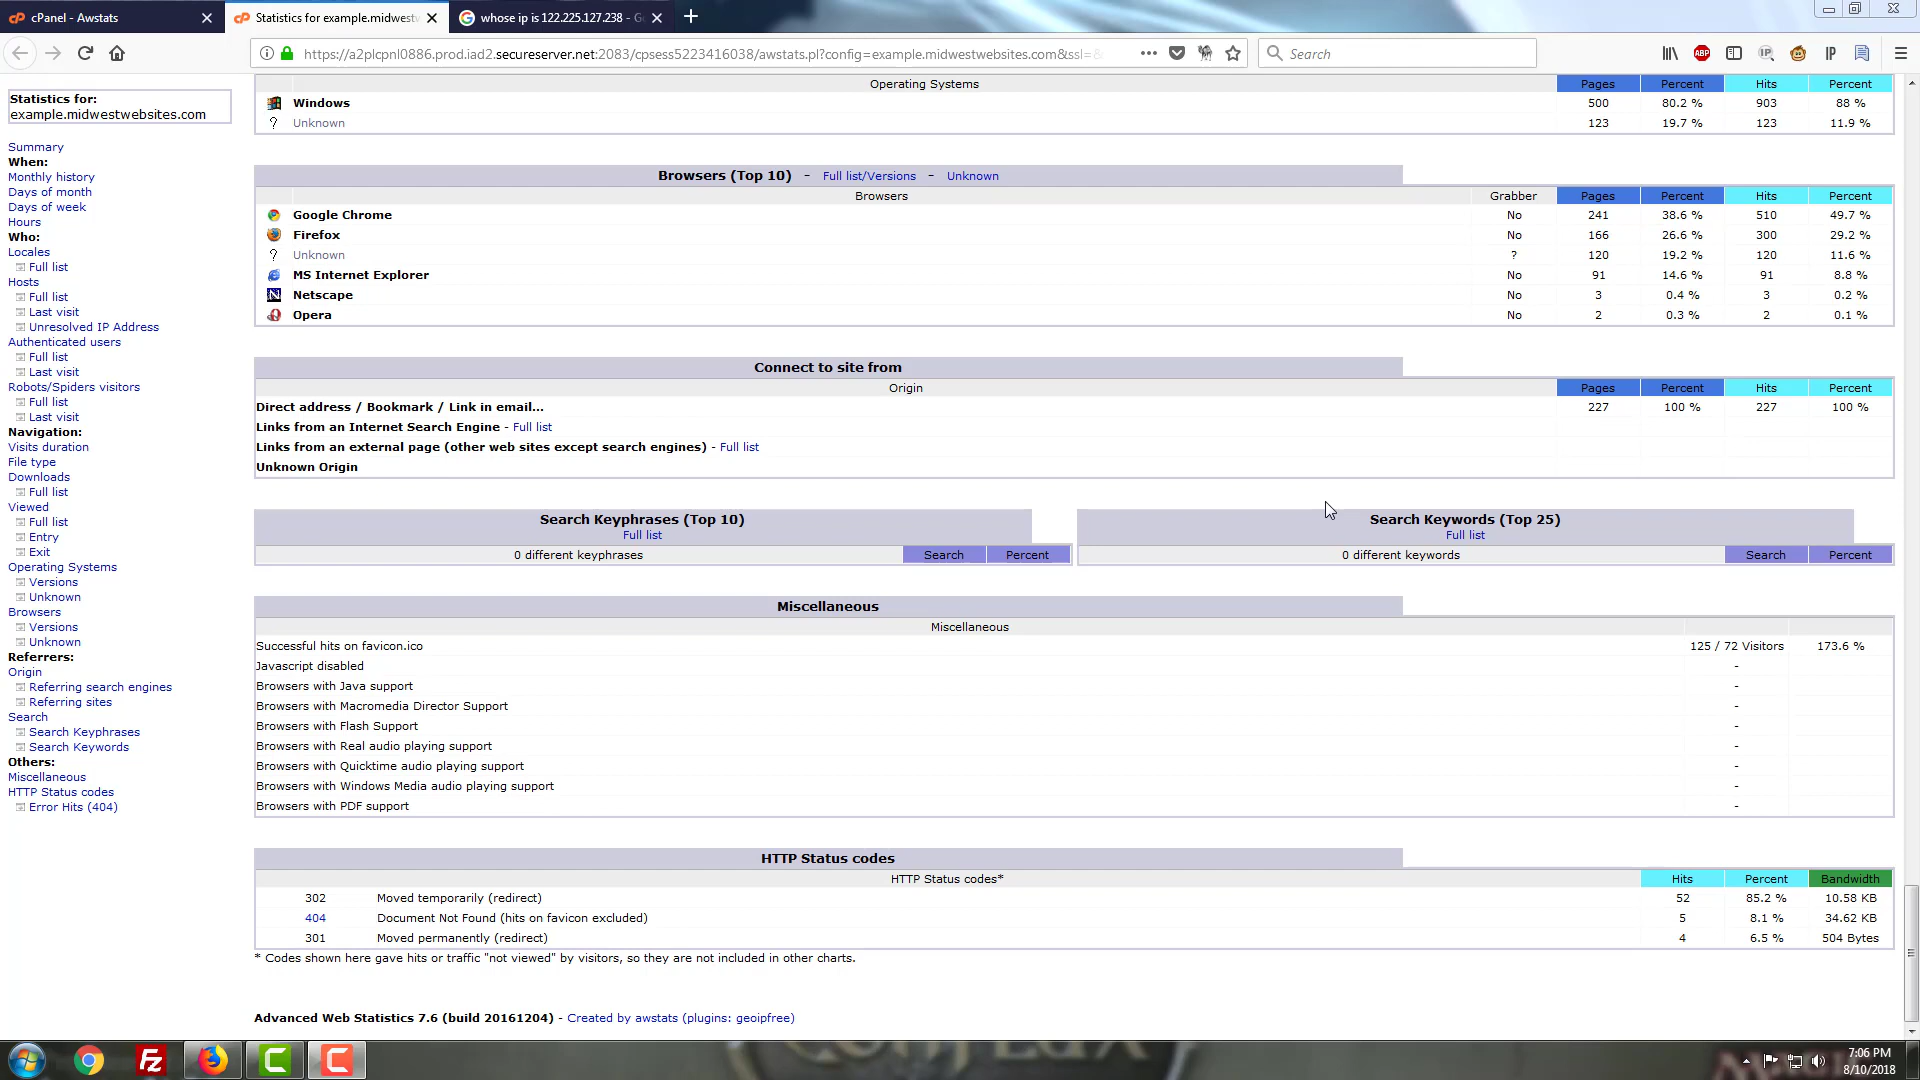 cPanel - Awstats
Statistics for example.midwestw
whose ip is 122.225.127.238 - G
https://a2plcpnl0886.prod.iad2.secureserver.net:2083/cpsess5223416038/awstats.pl?config=example.midwestwebsites.com&ssl=&
Search
ABP
IP
IP
Statistics for:
example.midwestwebsites.com
Summary
When:
Monthly history
Days of month
Days of week
Hours
Who:
Locales
Full list
Hosts
Full list
Last visit
Unresolved IP Address
Authenticated users
Full list
Last visit
Robots/Spiders visitors
Full list
Last visit
Navigation:
Visits duration
File type
Downloads
Full list
Viewed
Full list
Entry
Exit
Operating Systems
Versions
Unknown
Browsers
Versions
Unknown
Referrers:
Origin
Referring search engines
Referring sites
Search
Search Keyphrases
Search Keywords
Others:
Miscellaneous
HTTP Status codes
Error Hits (404)
Operating Systems Pages Percent Hits Percent
Windows 500 80.2 % 903 88 %
? Unknown 123 19.7 % 123 11.9 %
Browsers (Top 10) - Full list/Versions - Unknown
Browsers Grabber Pages Percent Hits Percent
Google Chrome No 241 38.6 % 510 49.7 %
Firefox No 166 26.6 % 300 29.2 %
? Unknown ? 120 19.2 % 120 11.6 %
MS Internet Explorer No 91 14.6 % 91 8.8 %
Netscape No 3 0.4 % 3 0.2 %
Opera No 2 0.3 % 2 0.1 %
Connect to site from
Origin Pages Percent Hits Percent
Direct address / Bookmark / Link in email... 227 100 % 227 100 %
Links from an Internet Search Engine - Full list
Links from an external page (other web sites except search engines) - Full list
Unknown Origin
Search Keyphrases (Top 10)
Full list
0 different keyphrases Search Percent
Search Keywords (Top 25)
Full list
0 different keywords Search Percent
Miscellaneous
Miscellaneous
Successful hits on favicon.ico 125 / 72 Visitors 173.6 %
Javascript disabled -
Browsers with Java support -
Browsers with Macromedia Director Support -
Browsers with Flash Support -
Browsers with Real audio playing support -
Browsers with Quicktime audio playing support -
Browsers with Windows Media audio playing support -
Browsers with PDF support -
HTTP Status codes
HTTP Status codes* Hits Percent Bandwidth
302 Moved temporarily (redirect) 52 85.2 % 10.58 KB
404 Document Not Found (hits on favicon excluded) 5 8.1 % 34.62 KB
301 Moved permanently (redirect) 4 6.5 % 504 Bytes
* Codes shown here gave hits or traffic "not viewed" by visitors, so they are not included in other charts.
Advanced Web Statistics 7.6 (build 20161204) - Created by awstats (plugins: geoipfree)
7:06 PM
8/10/2018